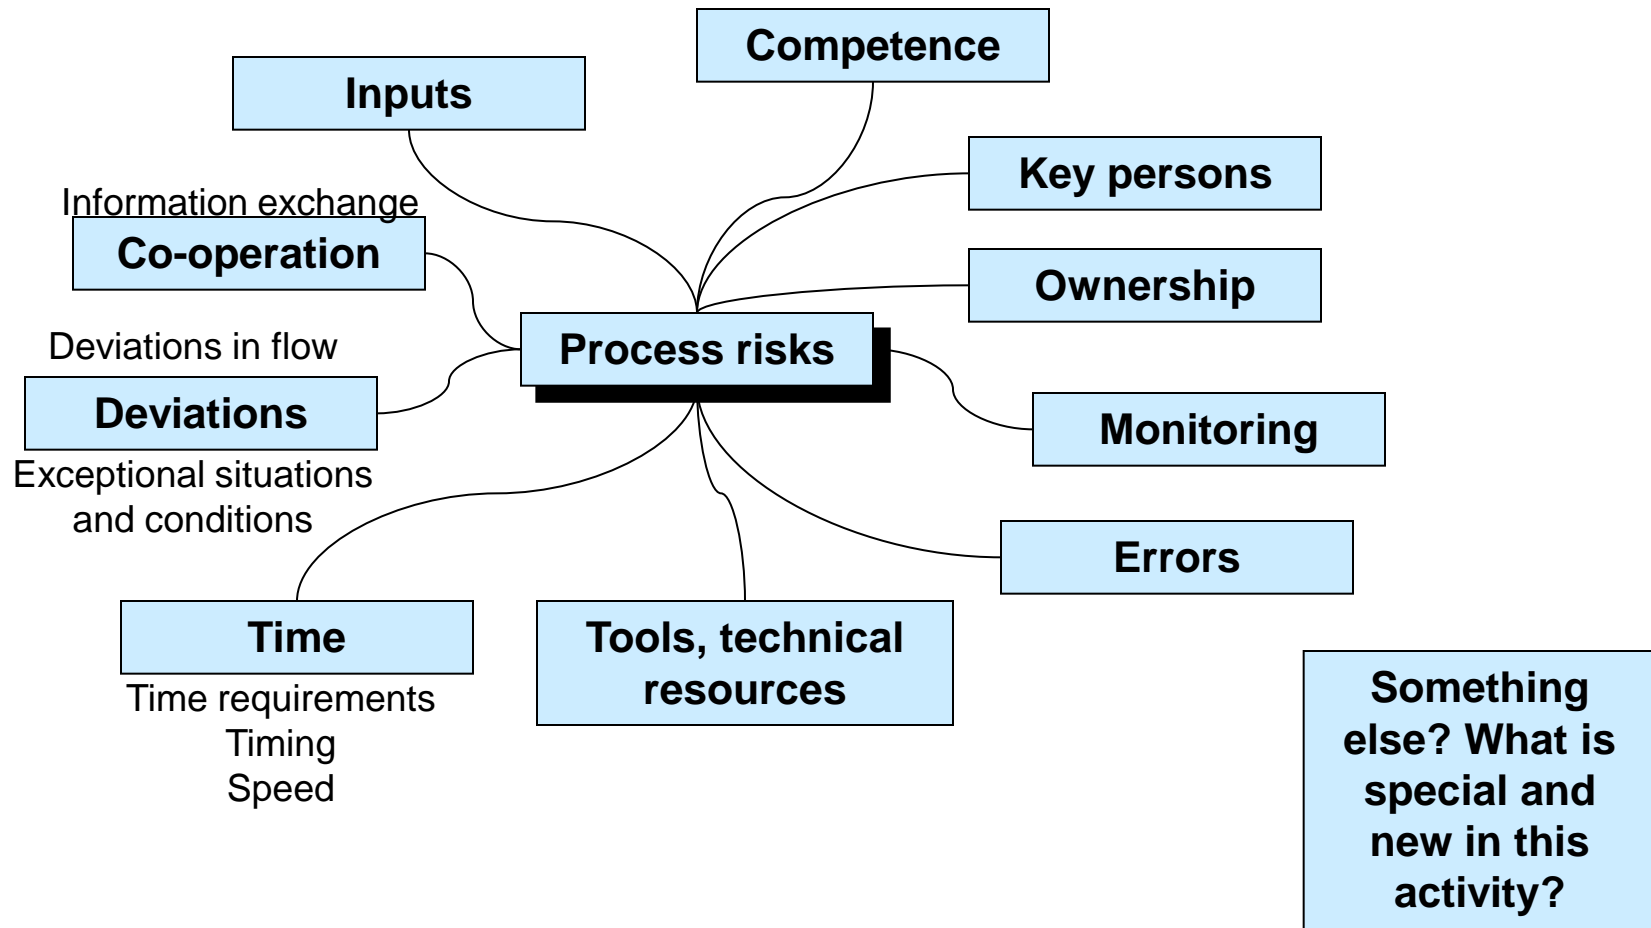 Competence
Inputs
Key persons
Information exchange
Co-operation
Ownership
Process risks
Deviations in flow
Deviations
Monitoring
Exceptional situations
and conditions
Errors
Time
Time requirements
Timing
Speed
Tools, technical
resources
Something
else? What is
special and
new in this
activity?